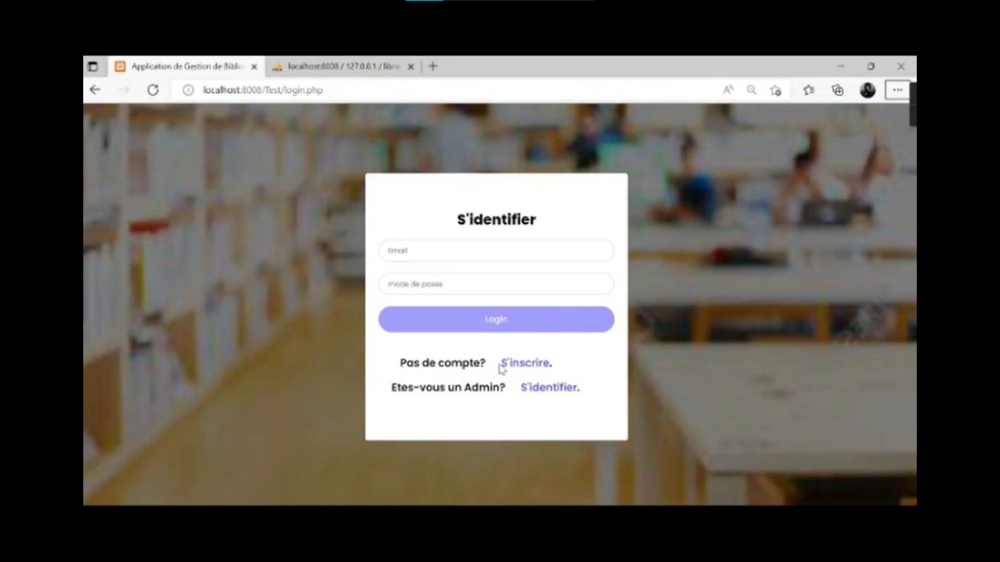 Application de Gestion de Biblio
localhost:8008 / 127.0.0.1 / libra
localhost:8008/Test/login.php
S'identifier
Email
mode de passe
Login
Pas de compte? S'inscrire.
Etes-vous un Admin? S'identifier.